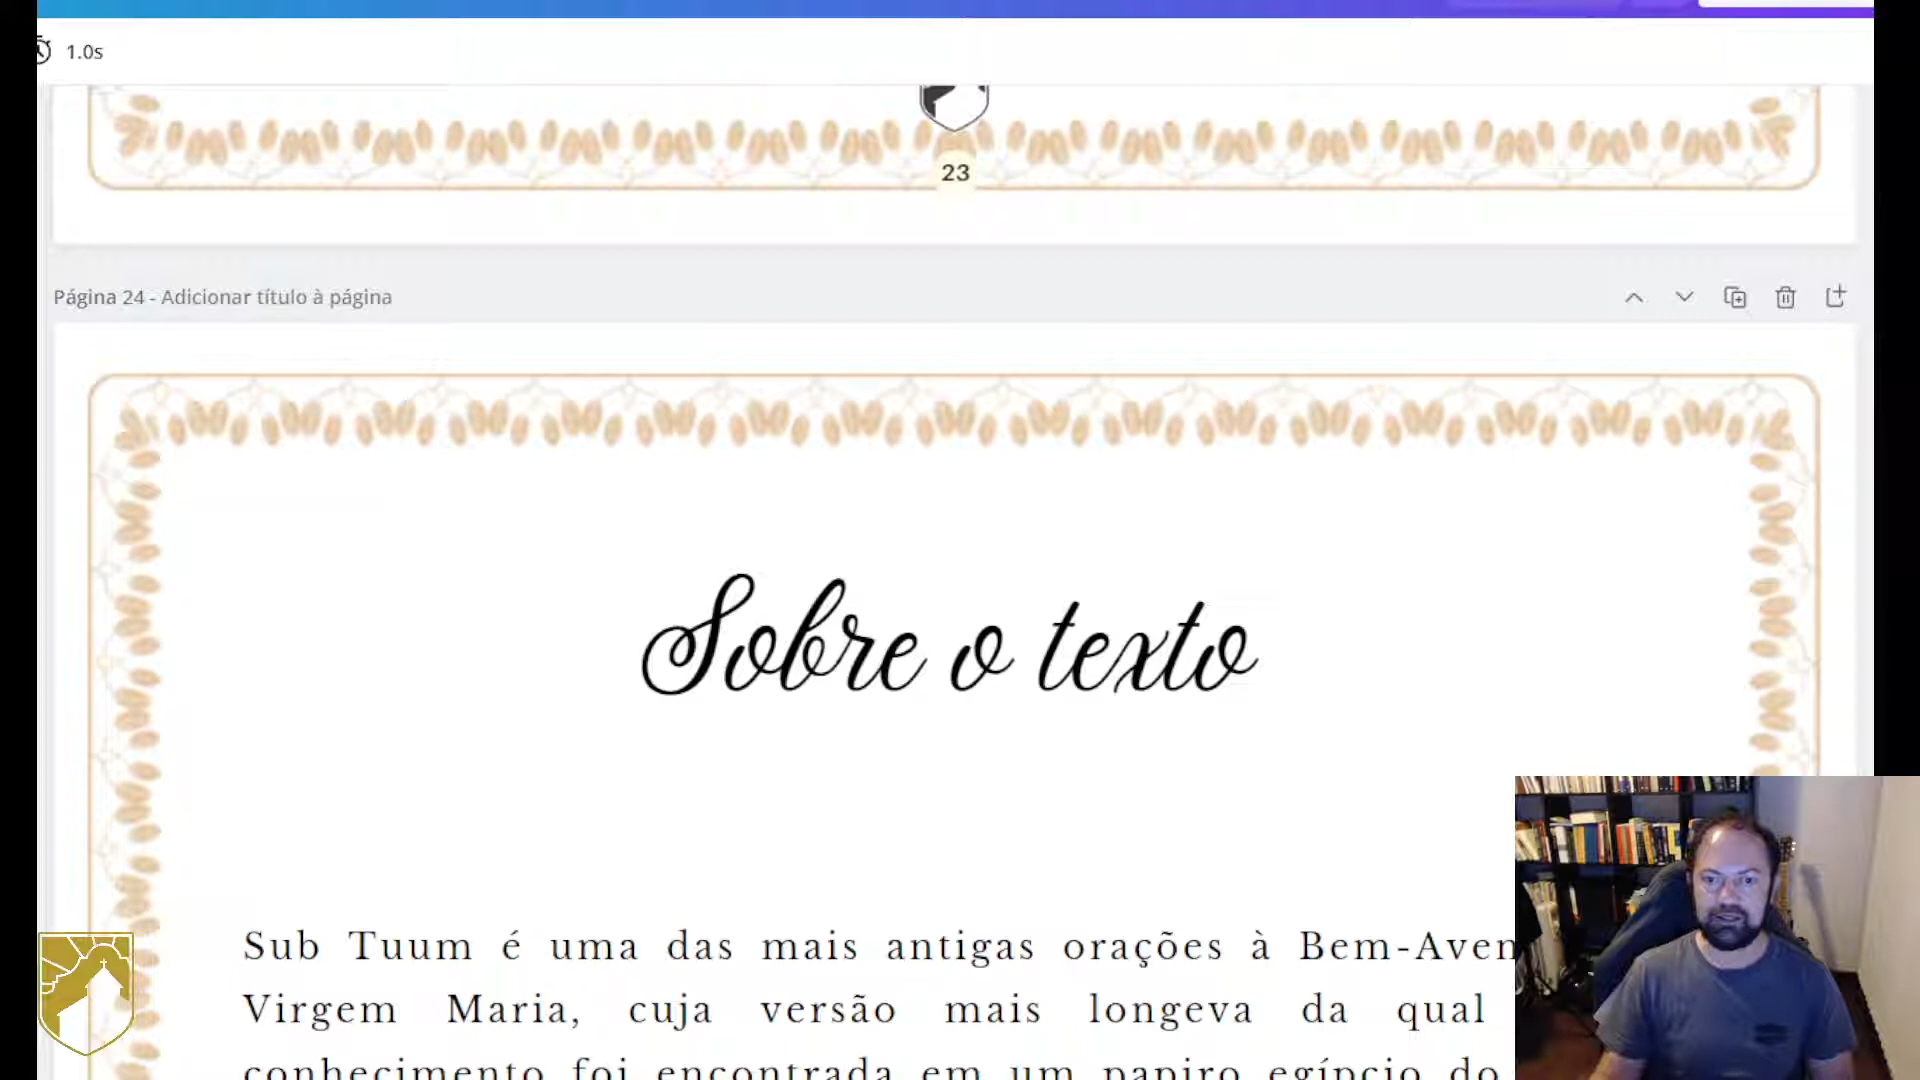 1.0s
23
Página 24 - Adicionar título à página
Sobre o texto
Sub Tuum é uma das mais antigas orações à Bem-Aven
Virgem Maria, cuja versão mais longeva da qual
conhecimento foi encontrada em um papiro egípcio do